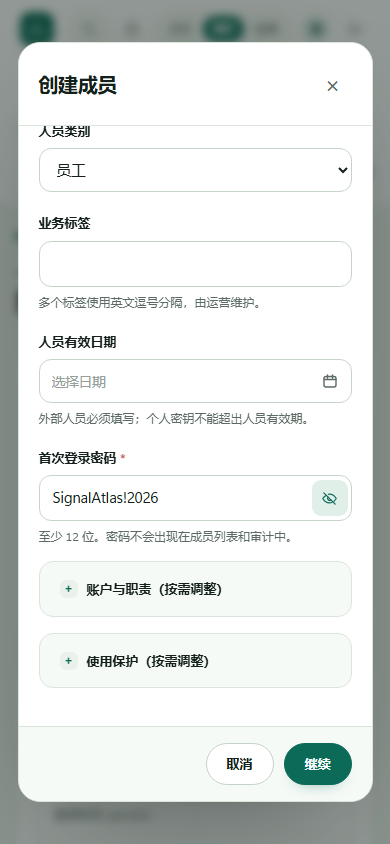 创建成员
人员类别
员工
业务标签
多个标签使用英文逗号分隔，由运营维护。
人员有效日期
选择日期
外部人员必须填写；个人密钥不能超出人员有效期。
首次登录密码 *
SignalAtlas!2026
至少 12 位。密码不会出现在成员列表和审计中。
+ 账户与职责（按需调整）
+ 使用保护（按需调整）
取消
继续